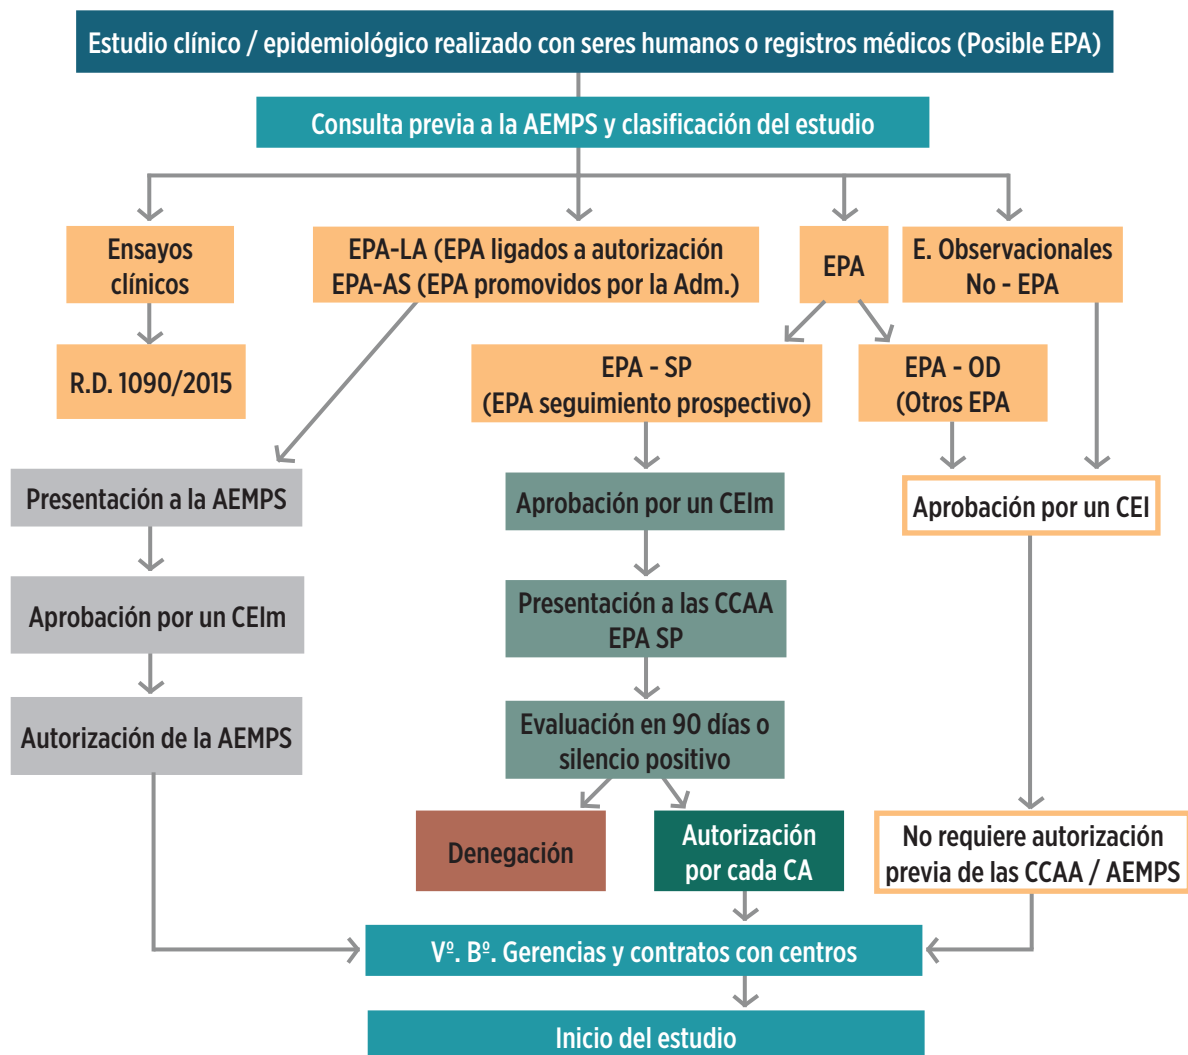 Estudio clínico / epidemiológico realizado con seres humanos o registros médicos (Posible EPA)
Consulta previa a la AEMPS y clasificación del estudio
Ensayos
clínicos
EPA-LA (EPA ligados a autorización
EPA-AS (EPA promovidos por la Adm.)
EPA
E. Observacionales
No - EPA
R.D. 1090/2015
EPA - SP
(EPA seguimiento prospectivo)
EPA - OD
(Otros EPA
Presentación a la AEMPS
Aprobación por un CEIm
Aprobación por un CEI
Aprobación por un CEIm
Presentación a las CCAA
EPA SP
Autorización de la AEMPS
Evaluación en 90 días o
silencio positivo
Denegación
Autorización
por cada CA
No requiere autorización
previa de las CCAA / AEMPS
Vº. Bº. Gerencias y contratos con centros
Inicio del estudio